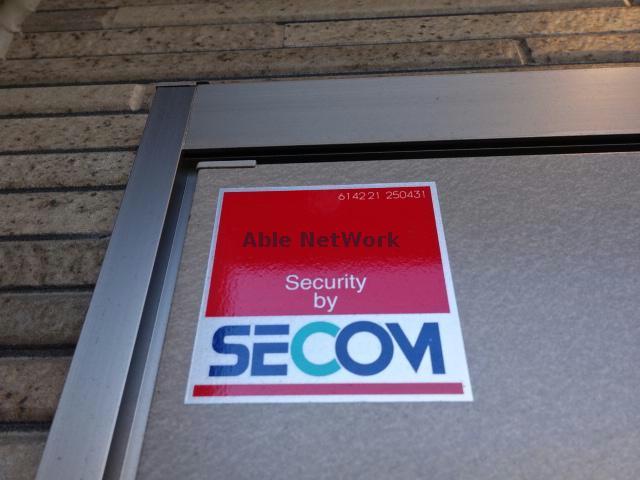 614221 250431
Able NetWork
Security
by
SECOM